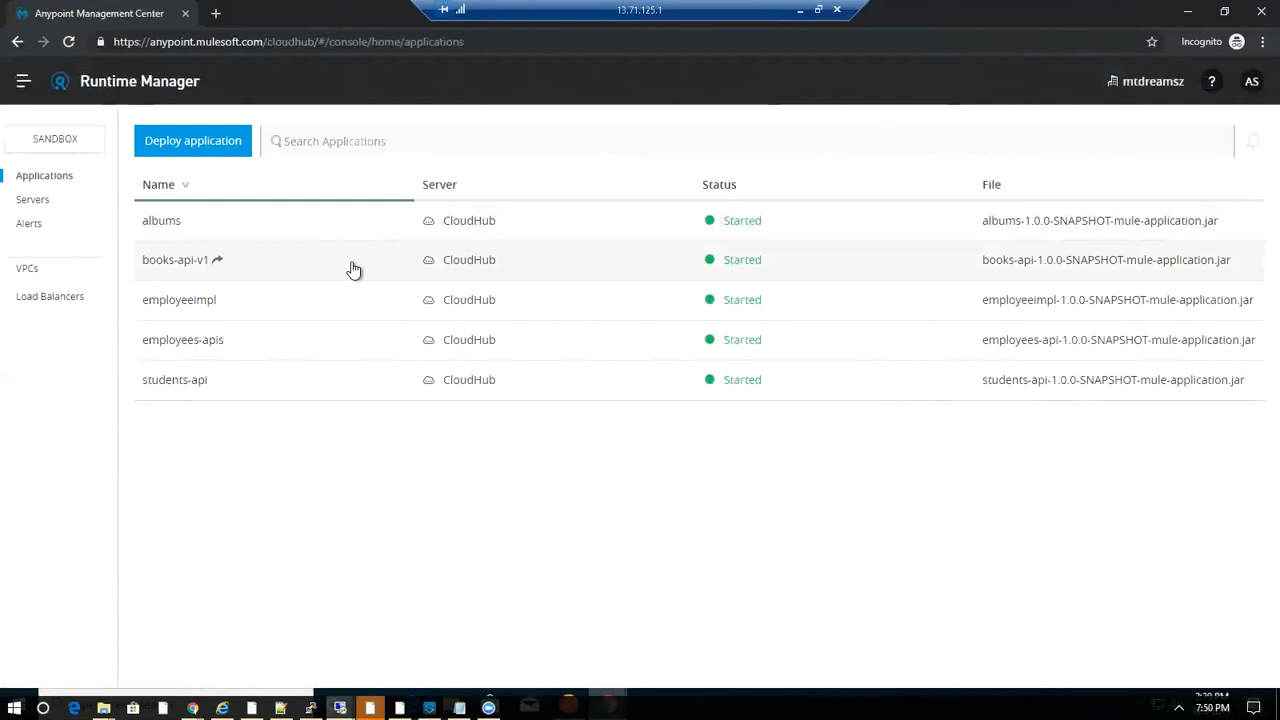 Anypoint Management Center
13.71.125.1
https://anypoint.mulesoft.com/cloudhub/#/console/home/applications
Incognito
Runtime Manager
mtdreamsz
?
AS
SANDBOX
Applications
Servers
Alerts
VPCs
Load Balancers
Deploy application
Search Applications
Name Server Status File
albums CloudHub Started albums-1.0.0-SNAPSHOT-mule-application.jar
books-api-v1 CloudHub Started books-api-1.0.0-SNAPSHOT-mule-application.jar
employeeimpl CloudHub Started employeeimpl-1.0.0-SNAPSHOT-mule-application.jar
employees-apis CloudHub Started employees-api-1.0.0-SNAPSHOT-mule-application.jar
students-api CloudHub Started students-api-1.0.0-SNAPSHOT-mule-application.jar
7:50 PM